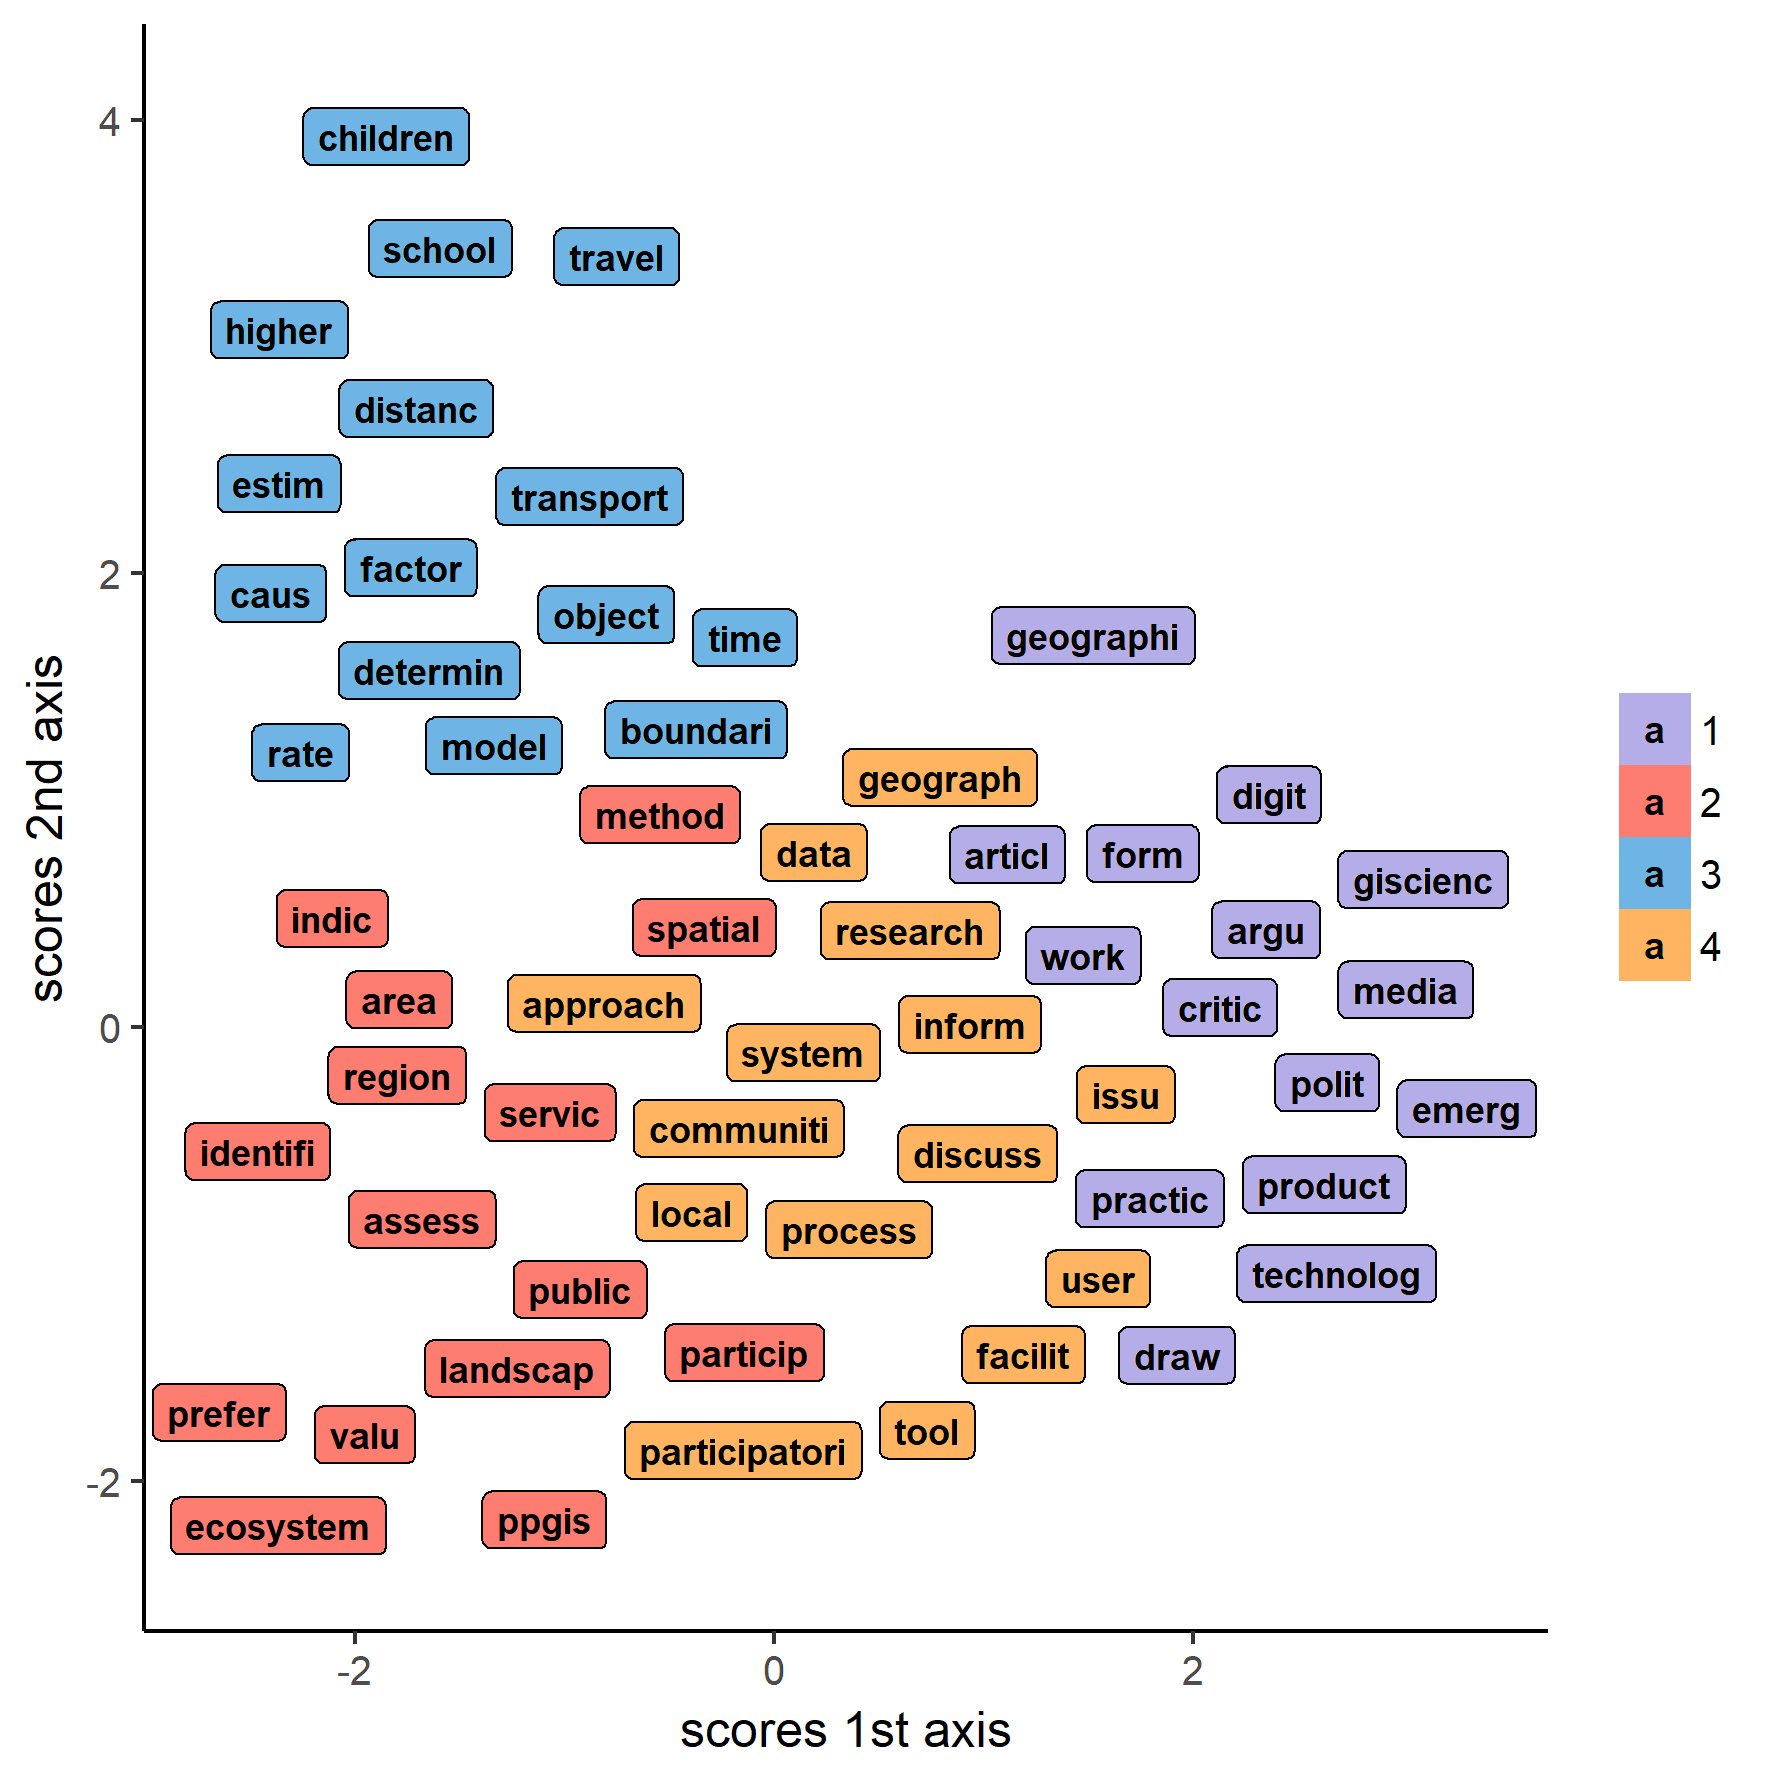 4
children
school
travel
higher
distanc
estim
transport
2
factor
caus
object
time
geographi
determin
boundari
rate
model
geograph
method
digit
data
articl
form
giscienc
indic
spatial
research
argu
work
area
approach
media
critic
0
inform
system
region
servic
communiti
issu
polit
emerg
identifi
discuss
assess
local
process
practic
product
public
user
technolog
landscap
particip
facilit
draw
prefer
valu
participatori
tool
-2
ecosystem
ppgis
-2
0
2
scores 1st axis
scores 2nd axis
a 1
a 2
a 3
a 4